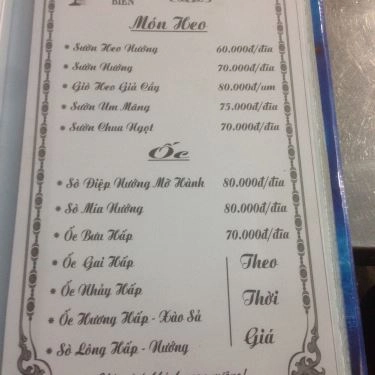 BIỂN
Món Heo
* Sườn Heo Nướng 60.000đ/đĩa
* Sườn Nướng 70.000đ/đĩa
* Giò Heo Giả Cầy 80.000đ/um
* Sườn Um Măng 75.000đ/đĩa
* Sườn Chua Ngọt 70.000đ/đĩa
Ốc
* Sò Điệp Nướng Mỡ Hành 80.000đ/đĩa
* Sò Mía Nướng 80.000đ/đĩa
* Ốc Bưu Hấp 70.000đ/đĩa
* Ốc Gai Hấp Theo
* Ốc Nhảy Hấp Thời
* Ốc Hương Hấp - Xào Sả
* Sò Lông Hấp - Nướng Giá